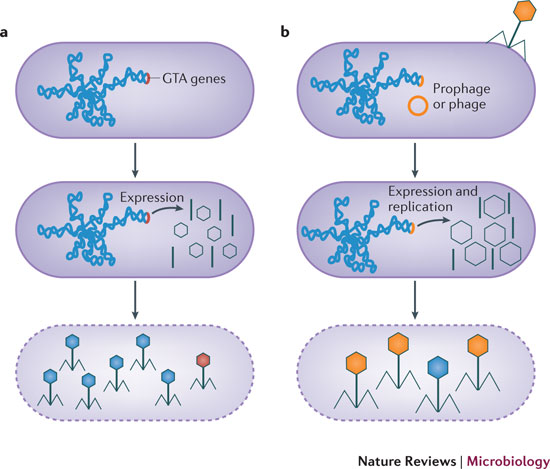 a
GTA genes
Expression
b
Prophage
or phage
Expression and
replication
Nature Reviews | Microbiology